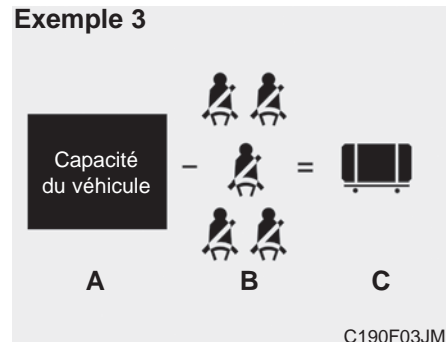 Exemple 3
Capacité
du véhicule
- =
A B C
C190F03JM